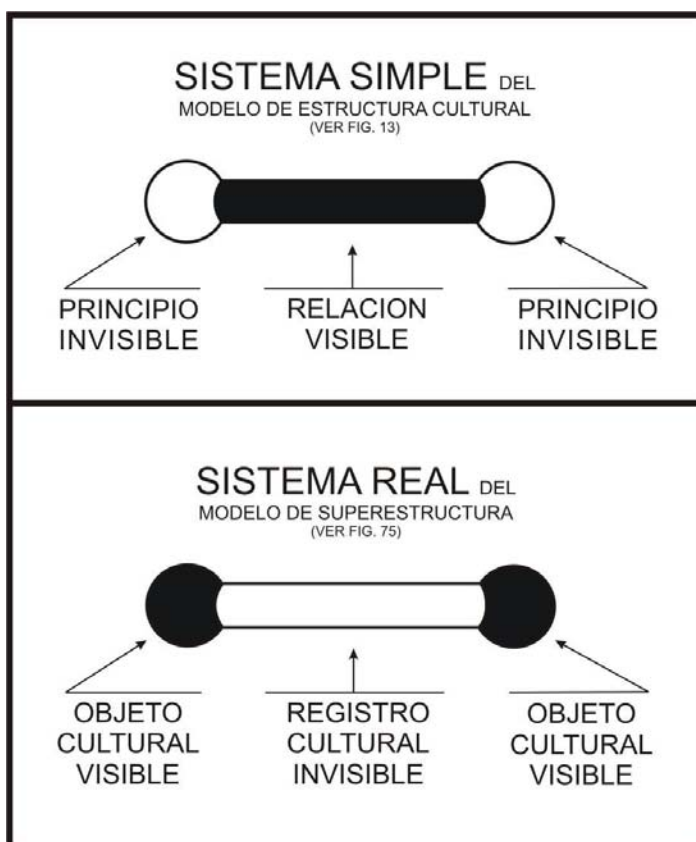 SISTEMA SIMPLE DEL
MODELO DE ESTRUCTURA CULTURAL
(VER FIG. 13)
PRINCIPIO
INVISIBLE
RELACION
VISIBLE
PRINCIPIO
INVISIBLE
SISTEMA REAL DEL
MODELO DE SUPERESTRUCTURA
(VER FIG. 75)
OBJETO
CULTURAL
VISIBLE
REGISTRO
CULTURAL
INVISIBLE
OBJETO
CULTURAL
VISIBLE